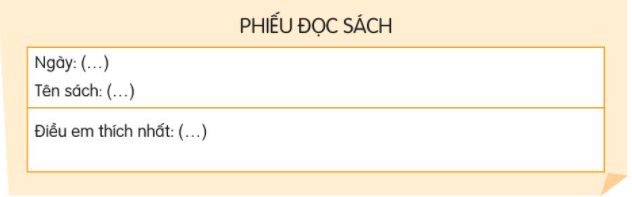 PHIẾU ĐỌC SÁCH
Ngày: (...)
Tên sách: (...)
Điều em thích nhất: (...)